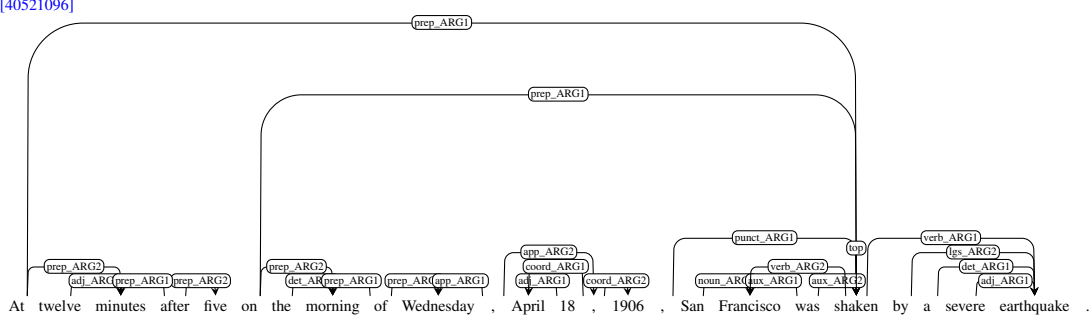 [40521096]
prep_ARG1
prep_ARG1
punct_ARG1 verb_ARG1
top
app_ARG2 lgs_ARG2
prep_ARG2 prep_ARG2 coord_ARG1 verb_ARG2 det_ARG1
prep_ARG1 prep_ARG2 prep_ARG1 app_ARG1 adj_ARG1 coord_ARG2 aux_ARG1 aux_ARG2 adj_ARG1
At twelve minutes after five on the morning of Wednesday , April 18 , 1906 , San Francisco was shaken by a severe earthquake .